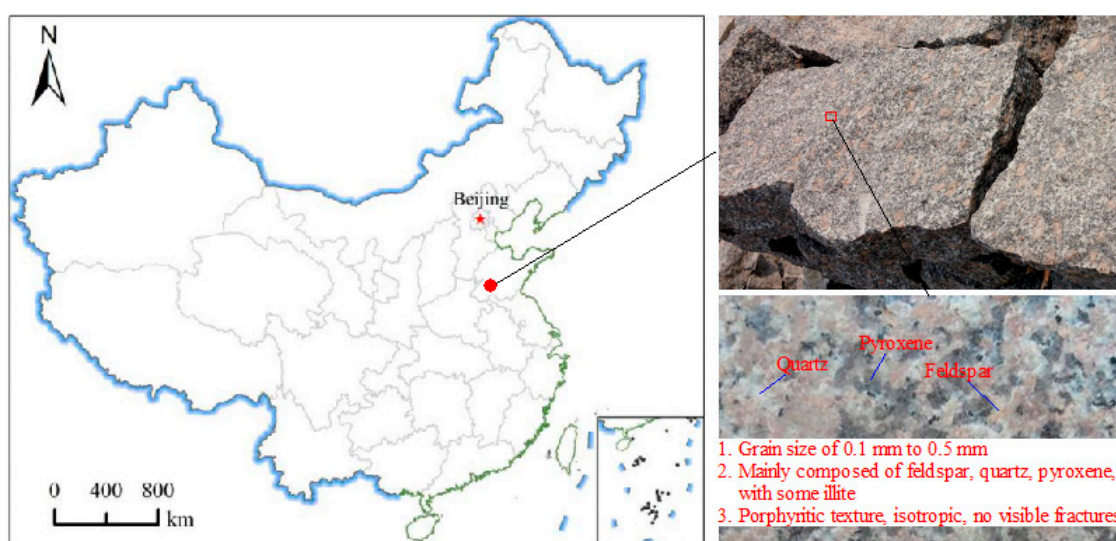 N
Beijing
0 400 800
km
Quartz
Pyroxene
Feldspar
1. Grain size of 0.1 mm to 0.5 mm
2. Mainly composed of feldspar, quartz, pyroxene,
with some illite
3. Porphyritic texture, isotropic, no visible fractures